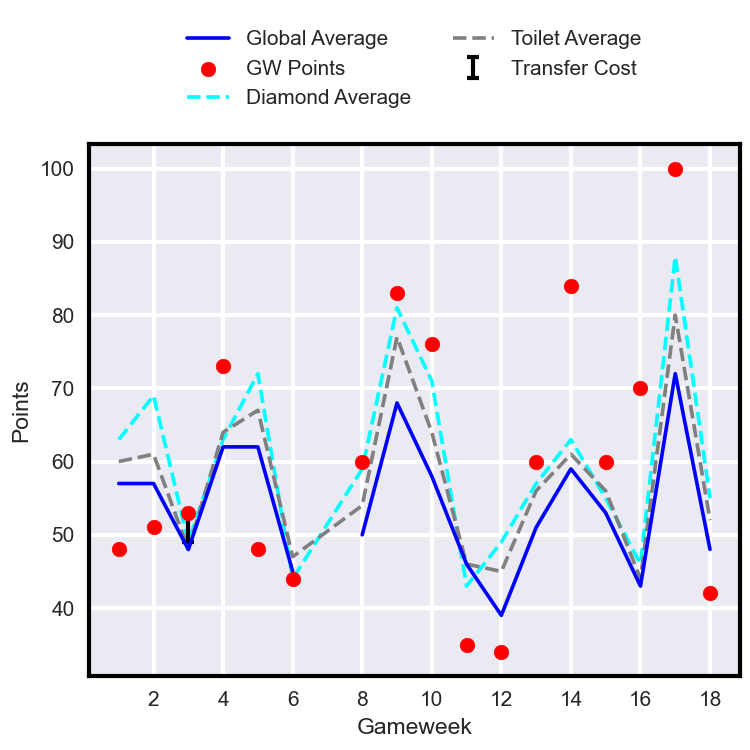 Global Average
GW Points
Diamond Average
Toilet Average
Transfer Cost
100
90
80
70
60
50
40
Points
2 4 6 8 10 12 14 16 18
Gameweek